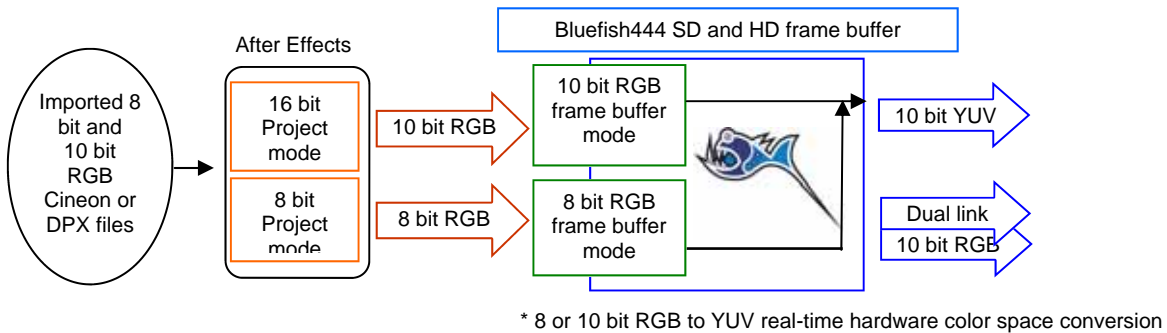 After Effects
Bluefish444 SD and HD frame buffer
Imported 8
bit and
10 bit
RGB
Cineon or
DPX files
16 bit
Project
mode
8 bit
Project
mode
10 bit RGB
8 bit RGB
10 bit RGB
frame buffer
mode
8 bit RGB
frame buffer
mode
10 bit YUV
Dual link
10 bit RGB
* 8 or 10 bit RGB to YUV real-time hardware color space conversion